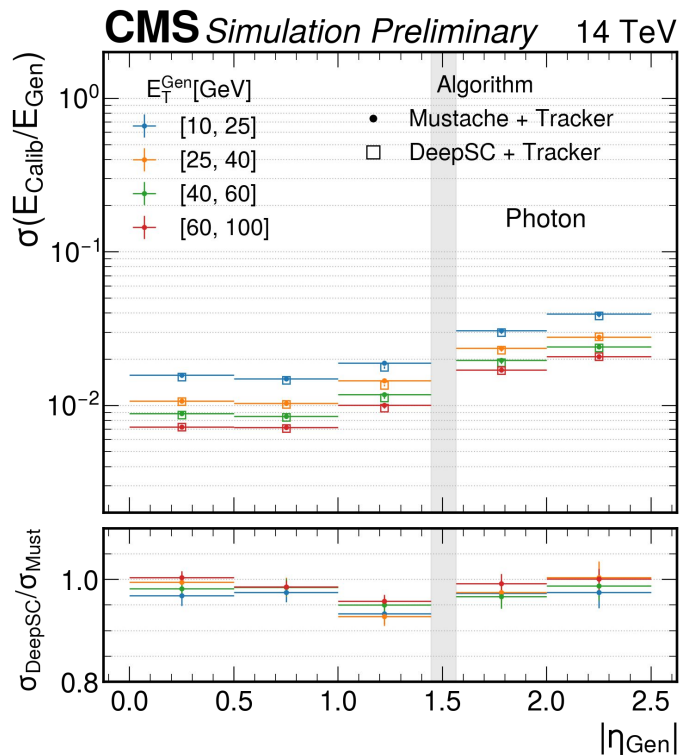 CMS Simulation Preliminary 14 TeV
E_T^Gen[GeV]
[10, 25]
[25, 40]
[40, 60]
[60, 100]
Algorithm
Mustache + Tracker
DeepSC + Tracker
Photon
σ(E_Calib/E_Gen)
10⁰
10⁻¹
10⁻²
σ_DeepSC/σ_Must
1.0
0.8
0.0 0.5 1.0 1.5 2.0 2.5
|η_Gen|